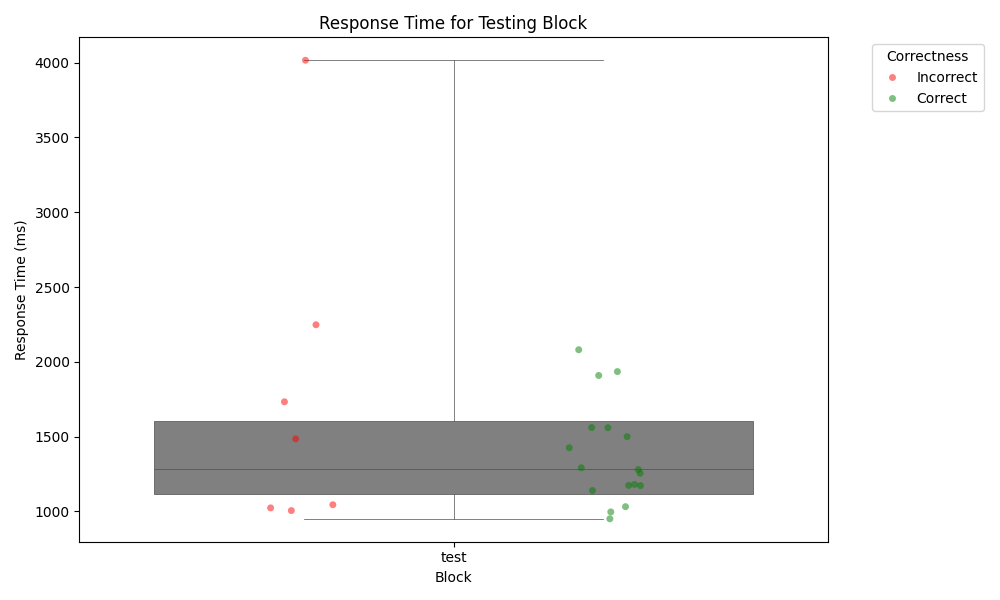 Response Time for Testing Block
Correctness
Incorrect
Correct
4000
3500
3000
2500
2000
1500
1000
Response Time (ms)
test
Block